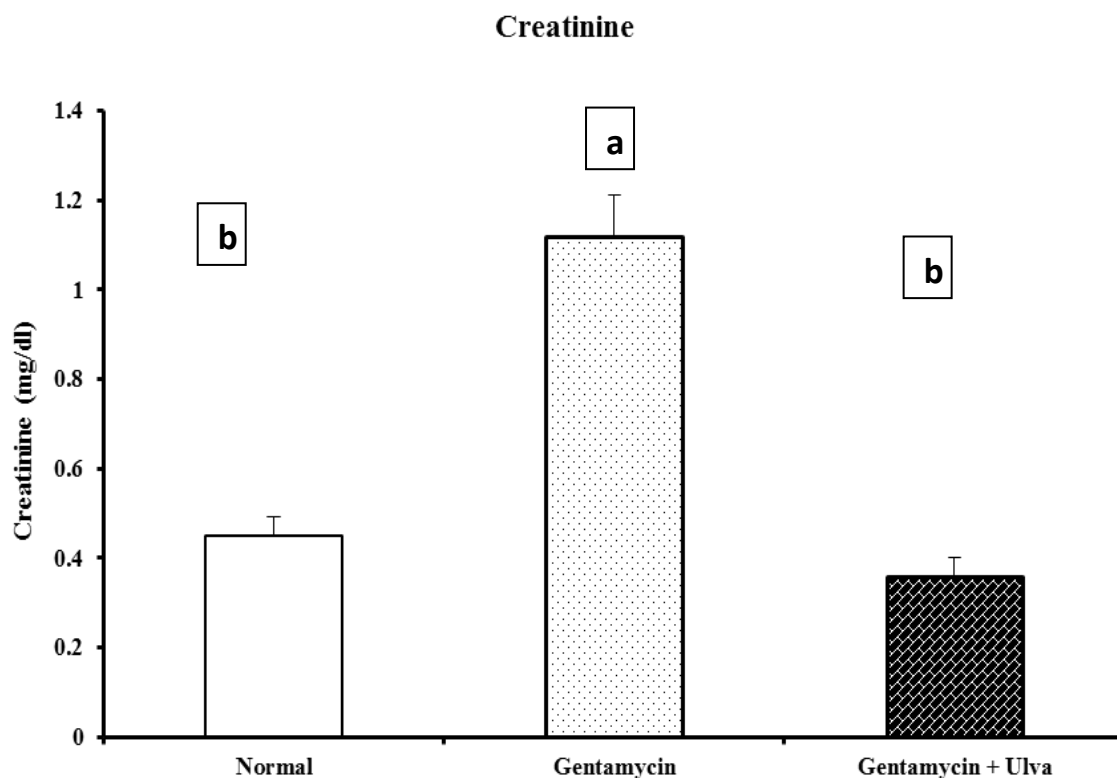 Creatinine
1.4
1.2
1
0.8
0.6
0.4
0.2
0
Creatinine (mg/dl)
b
a
b
Normal
Gentamycin
Gentamycin + Ulva